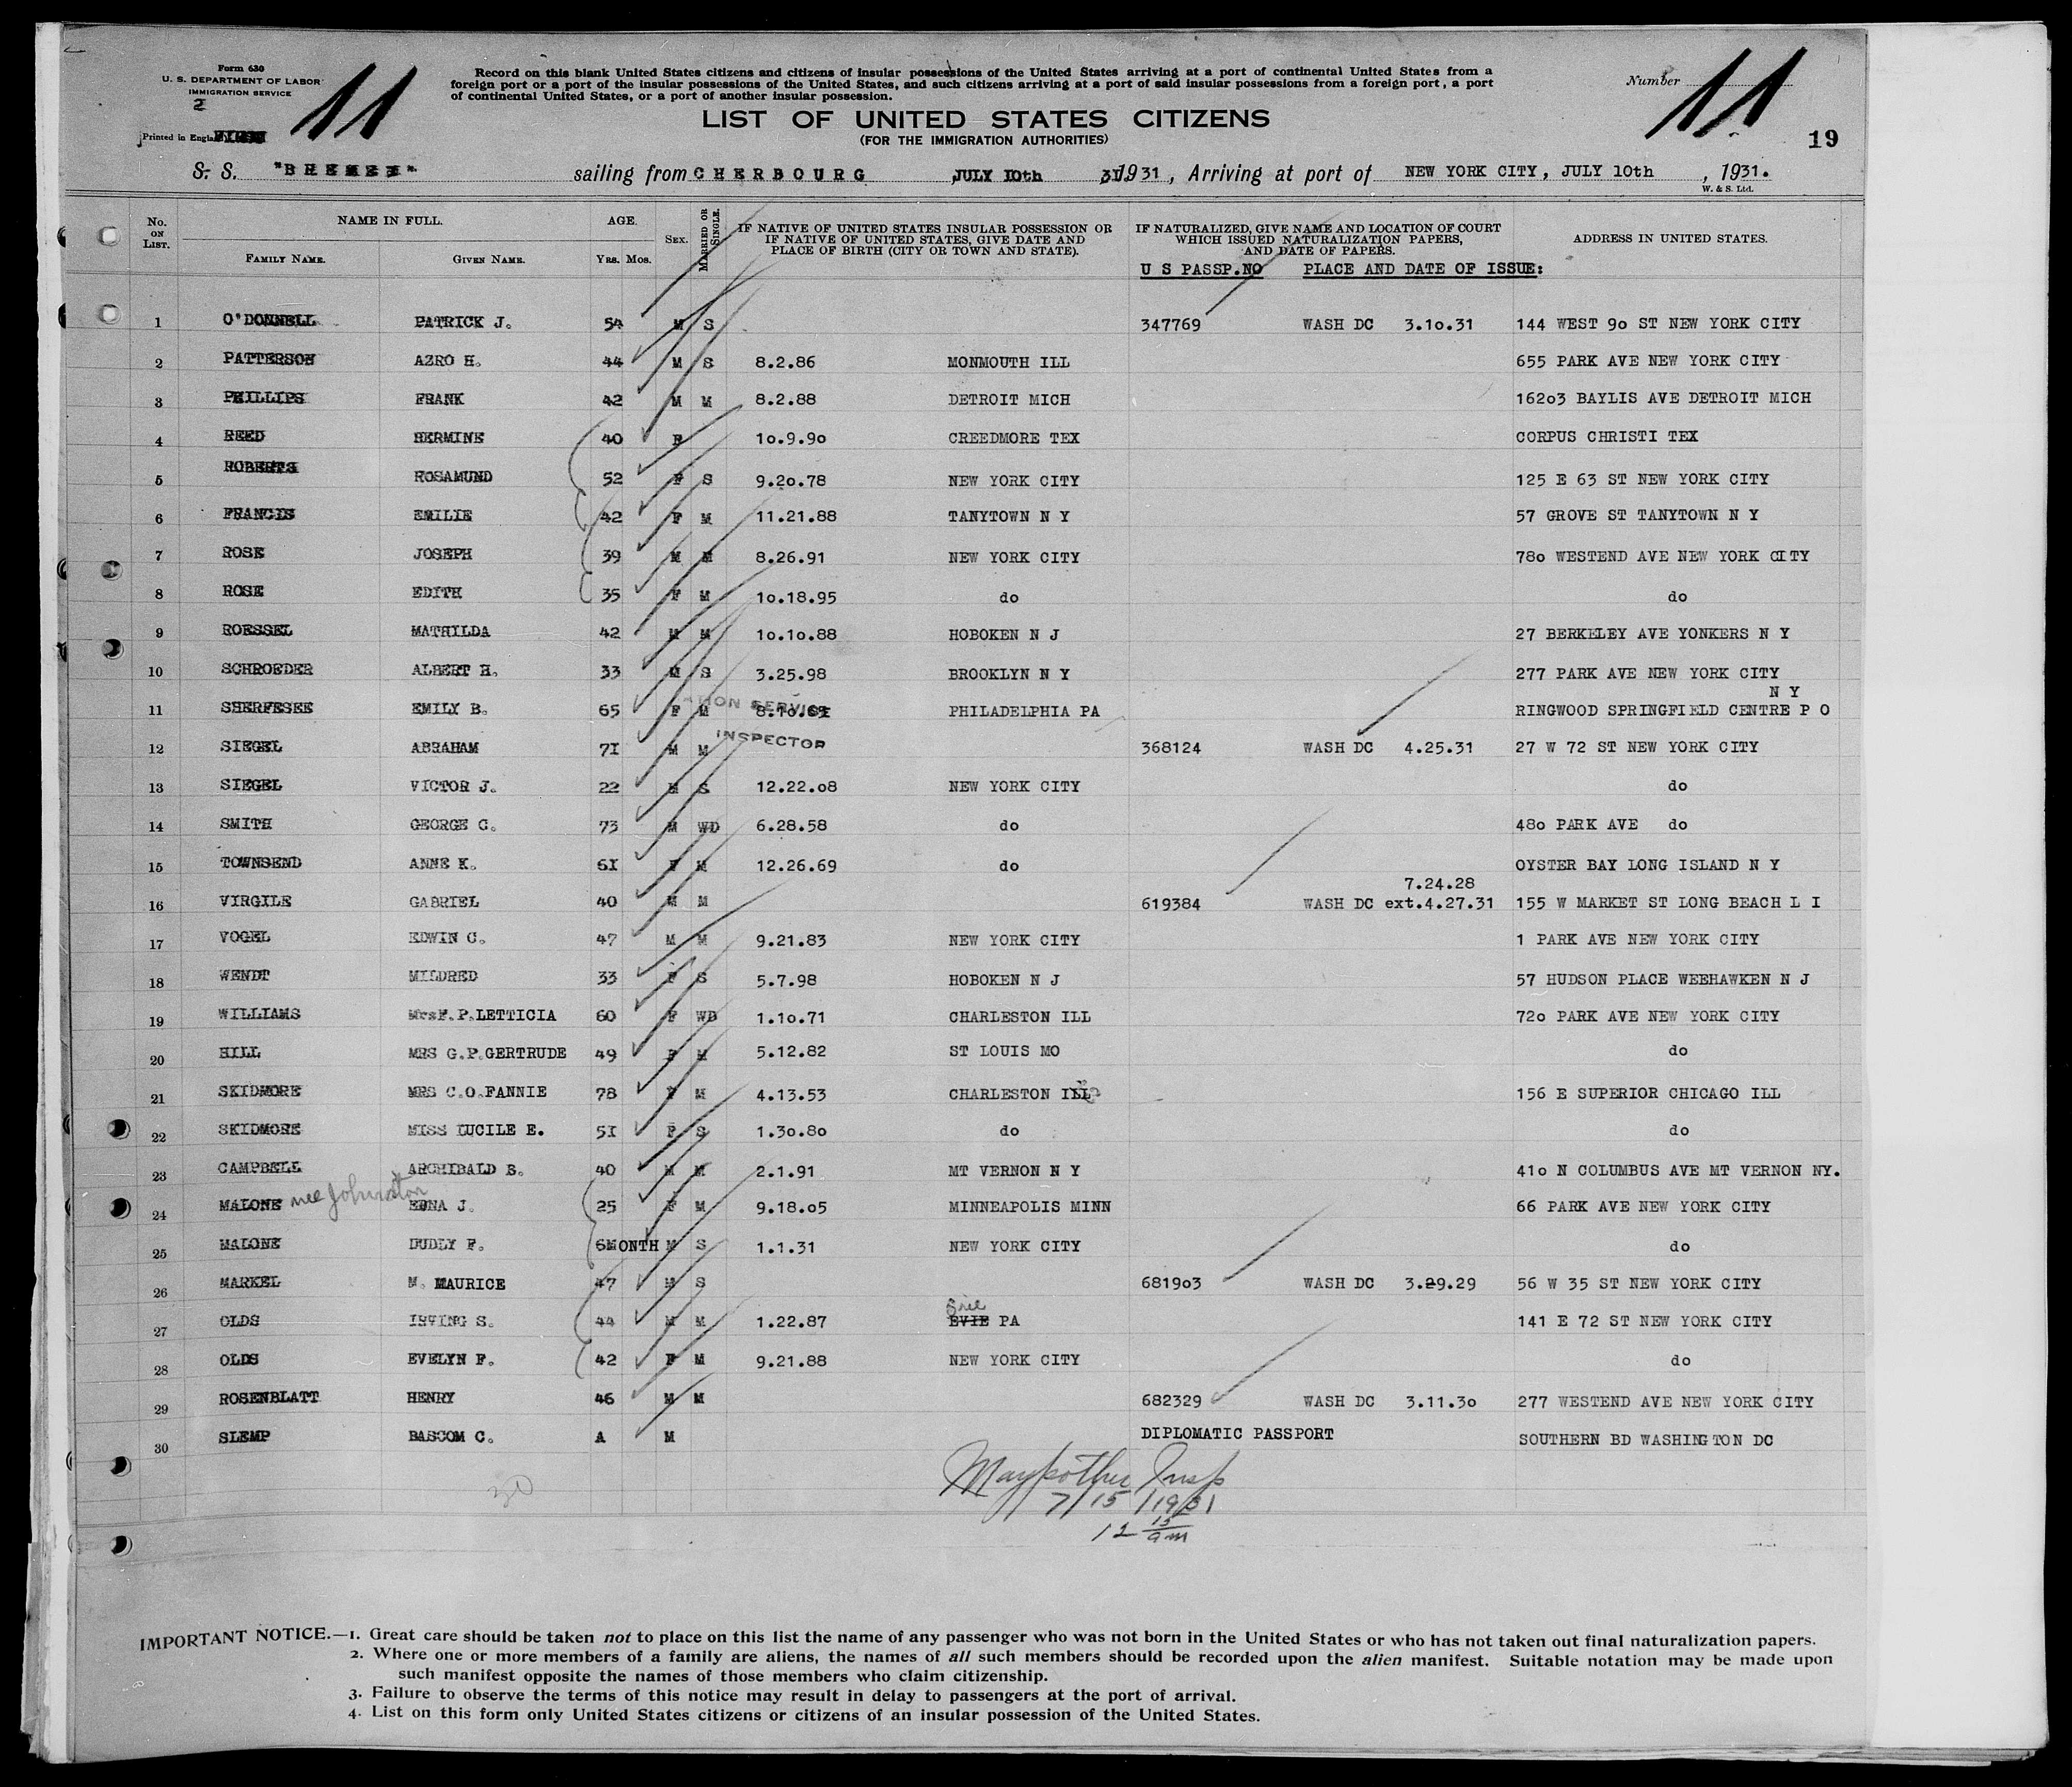 Form 630
U. S. DEPARTMENT OF LABOR
IMMIGRATION SERVICE
2
Printed in England
11
Record on this blank United States citizens and citizens of insular possessions of the United States arriving at a port of continental United States from a
foreign port or a port of the insular possessions of the United States, and such citizens arriving at a port of said insular possessions from a foreign port, a port
of continental United States, or a port of another insular possession.
Number 11
LIST OF UNITED STATES CITIZENS
(FOR THE IMMIGRATION AUTHORITIES)
19
S. S. "BREMEN" sailing from CHERBOURG JULY 10th 1931, Arriving at port of NEW YORK CITY, JULY 10th, 1931.
W. & S. Ltd.
No. ON LIST. NAME IN FULL. FAMILY NAME. GIVEN NAME. AGE. YRS. MOS. SEX. MARRIED OR SINGLE. IF NATIVE OF UNITED STATES INSULAR POSSESSION OR IF NATIVE OF UNITED STATES, GIVE DATE AND PLACE OF BIRTH (CITY OR TOWN AND STATE). IF NATURALIZED, GIVE NAME AND LOCATION OF COURT WHICH ISSUED NATURALIZATION PAPERS, AND DATE OF PAPERS. ADDRESS IN UNITED STATES.
U S PASSP.NO PLACE AND DATE OF ISSUE:
1 O'DONNELL PATRICK J. 54 M S 347769 WASH DC 3.10.31 144 WEST 90 ST NEW YORK CITY
2 PATTERSON AZRO H. 44 M S 8.2.86 MONMOUTH ILL 655 PARK AVE NEW YORK CITY
3 PHILLIPS FRANK 42 M M 8.2.88 DETROIT MICH 16203 BAYLIS AVE DETROIT MICH
4 REED HERMINE 40 F 10.9.90 CREEDMORE TEX CORPUS CHRISTI TEX
5 ROBERTS ROSAMUND 52 F S 9.20.78 NEW YORK CITY 125 E 63 ST NEW YORK CITY
6 FRANCIS EMILIE 42 F M 11.21.88 TANYTOWN N Y 57 GROVE ST TANYTOWN N Y
7 ROSE JOSEPH 39 M M 8.26.91 NEW YORK CITY 780 WESTEND AVE NEW YORK CITY
8 ROSE EDITH 35 F M 10.18.95 do do
9 ROESSEL MATHILDA 42 M M 10.10.88 HOBOKEN N J 27 BERKELEY AVE YONKERS N Y
10 SCHROEDER ALBERT H. 33 M S 3.25.98 BROOKLYN N Y 277 PARK AVE NEW YORK CITY
N Y
11 SHERFESEE EMILY B. 65 F M PHILADELPHIA PA RINGWOOD SPRINGFIELD CENTRE P O
ATION SERVICE
INSPECTOR
12 SIEGEL ABRAHAM 71 M M 368124 WASH DC 4.25.31 27 W 72 ST NEW YORK CITY
13 SIEGEL VICTOR J. 22 M S 12.22.08 NEW YORK CITY do
14 SMITH GEORGE C. 73 M WD 6.28.58 do 480 PARK AVE do
15 TOWNSEND ANNE K. 61 F M 12.26.69 do OYSTER BAY LONG ISLAND N Y
7.24.28
16 VIRGILE GABRIEL 40 M M 619384 WASH DC ext.4.27.31 155 W MARKET ST LONG BEACH L I
17 VOGEL EDWIN C. 47 M M 9.21.83 NEW YORK CITY 1 PARK AVE NEW YORK CITY
18 WENDT MILDRED 33 F S 5.7.98 HOBOKEN N J 57 HUDSON PLACE WEEHAWKEN N J
19 WILLIAMS Mrs F.P.LETTICIA 60 F WD 1.10.71 CHARLESTON ILL 720 PARK AVE NEW YORK CITY
20 HILL MRS G.P.GERTRUDE 49 F M 5.12.82 ST LOUIS MO do
21 SKIDMORE MRS C.O.FANNIE 78 F M 4.13.53 CHARLESTON ILL 156 E SUPERIOR CHICAGO ILL
22 SKIDMORE MISS LUCILE E. 51 F S 1.30.80 do do
23 CAMPBELL ARCHIBALD B. 40 M M 2.1.91 MT VERNON N Y 410 N COLUMBUS AVE MT VERNON NY.
24 MALONE nee Johnston EDNA J. 25 F M 9.18.05 MINNEAPOLIS MINN 66 PARK AVE NEW YORK CITY
25 MALONE DUDLY F. 6MONTH M S 1.1.31 NEW YORK CITY do
26 MARKEL M. MAURICE 47 M S 681903 WASH DC 3.29.29 56 W 35 ST NEW YORK CITY
Erie
27 OLDS IRVING S. 44 M M 1.22.87 EVIE PA 141 E 72 ST NEW YORK CITY
28 OLDS EVELYN F. 42 F M 9.21.88 NEW YORK CITY do
29 ROSENBLATT HENRY 46 M M 682329 WASH DC 3.11.30 277 WESTEND AVE NEW YORK CITY
30 SLEMP BASCOM C. A M DIPLOMATIC PASSPORT SOUTHERN BD WASHINGTON DC
30
Maypother Insp
7/15/1931
12 15 am
IMPORTANT NOTICE.—1. Great care should be taken not to place on this list the name of any passenger who was not born in the United States or who has not taken out final naturalization papers.
2. Where one or more members of a family are aliens, the names of all such members should be recorded upon the alien manifest. Suitable notation may be made upon
such manifest opposite the names of those members who claim citizenship.
3. Failure to observe the terms of this notice may result in delay to passengers at the port of arrival.
4. List on this form only United States citizens or citizens of an insular possession of the United States.